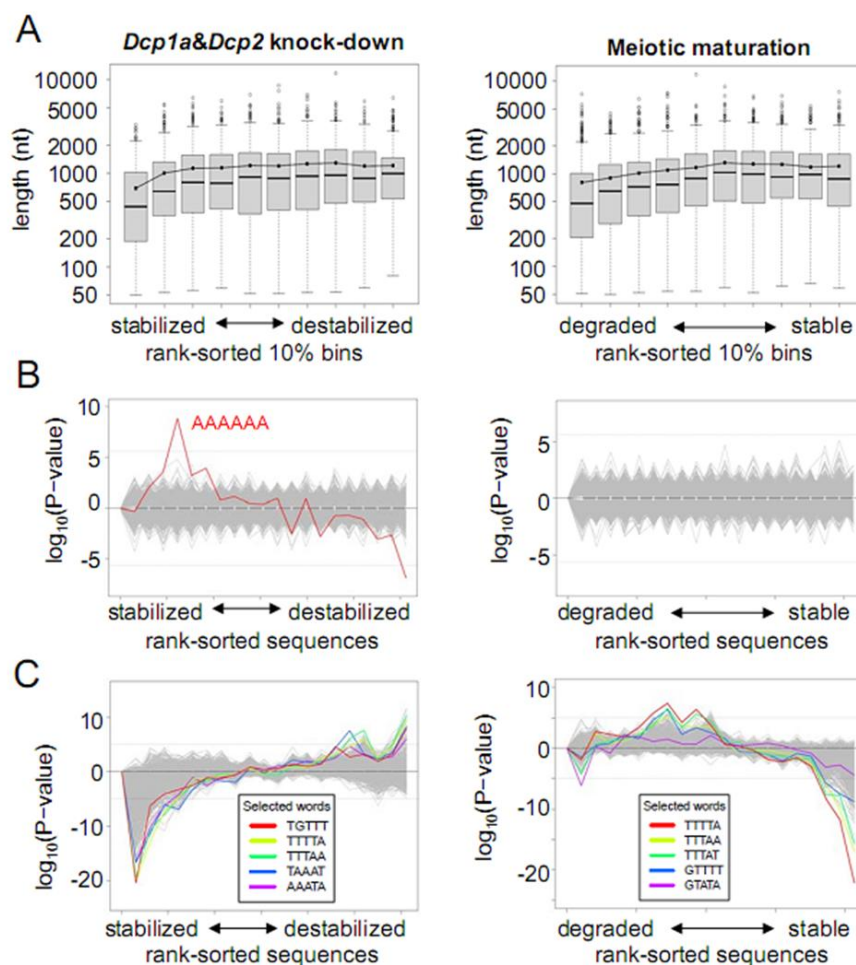 A
Dcp1a&Dcp2 knock-down
Meiotic maturation
length (nt)
10000
5000
2000
1000
500
200
100
50
stabilized
destabilized
rank-sorted 10% bins
length (nt)
10000
5000
2000
1000
500
200
100
50
degraded
stable
rank-sorted 10% bins
B
log10(P-value)
10
5
0
-5
AAAAAA
stabilized
destabilized
rank-sorted sequences
log10(P-value)
5
0
-5
degraded
stable
rank-sorted sequences
C
log10(P-value)
10
0
-10
-20
Selected words
TGTTT
TTTTA
TTTAA
TAAAT
AAATA
stabilized
destabilized
rank-sorted sequences
log10(P-value)
10
0
-10
-20
Selected words
TTTTA
TTTAA
TTTAT
GTTTT
GTATA
degraded
stable
rank-sorted sequences